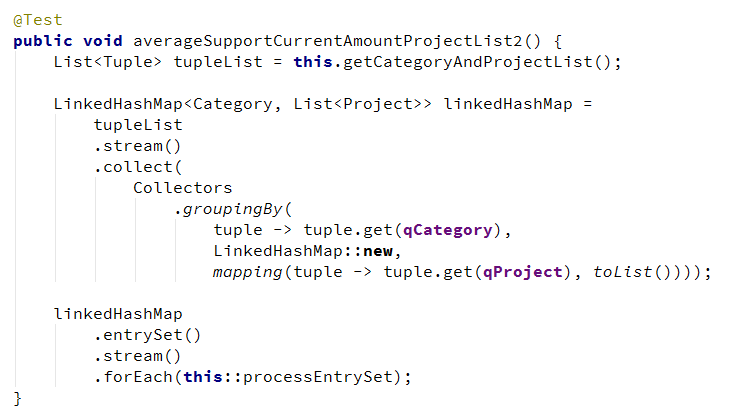 @Test
public void averageSupportCurrentAmountProjectList2() {
    List<Tuple> tupleList = this.getCategoryAndProjectList();

    LinkedHashMap<Category, List<Project>> linkedHashMap =
        tupleList
        .stream()
        .collect(
            Collectors
                .groupingBy(
                    tuple -> tuple.get(qCategory),
                    LinkedHashMap::new,
                    mapping(tuple -> tuple.get(qProject), toList())));

    linkedHashMap
        .entrySet()
        .stream()
        .forEach(this::processEntrySet);
}